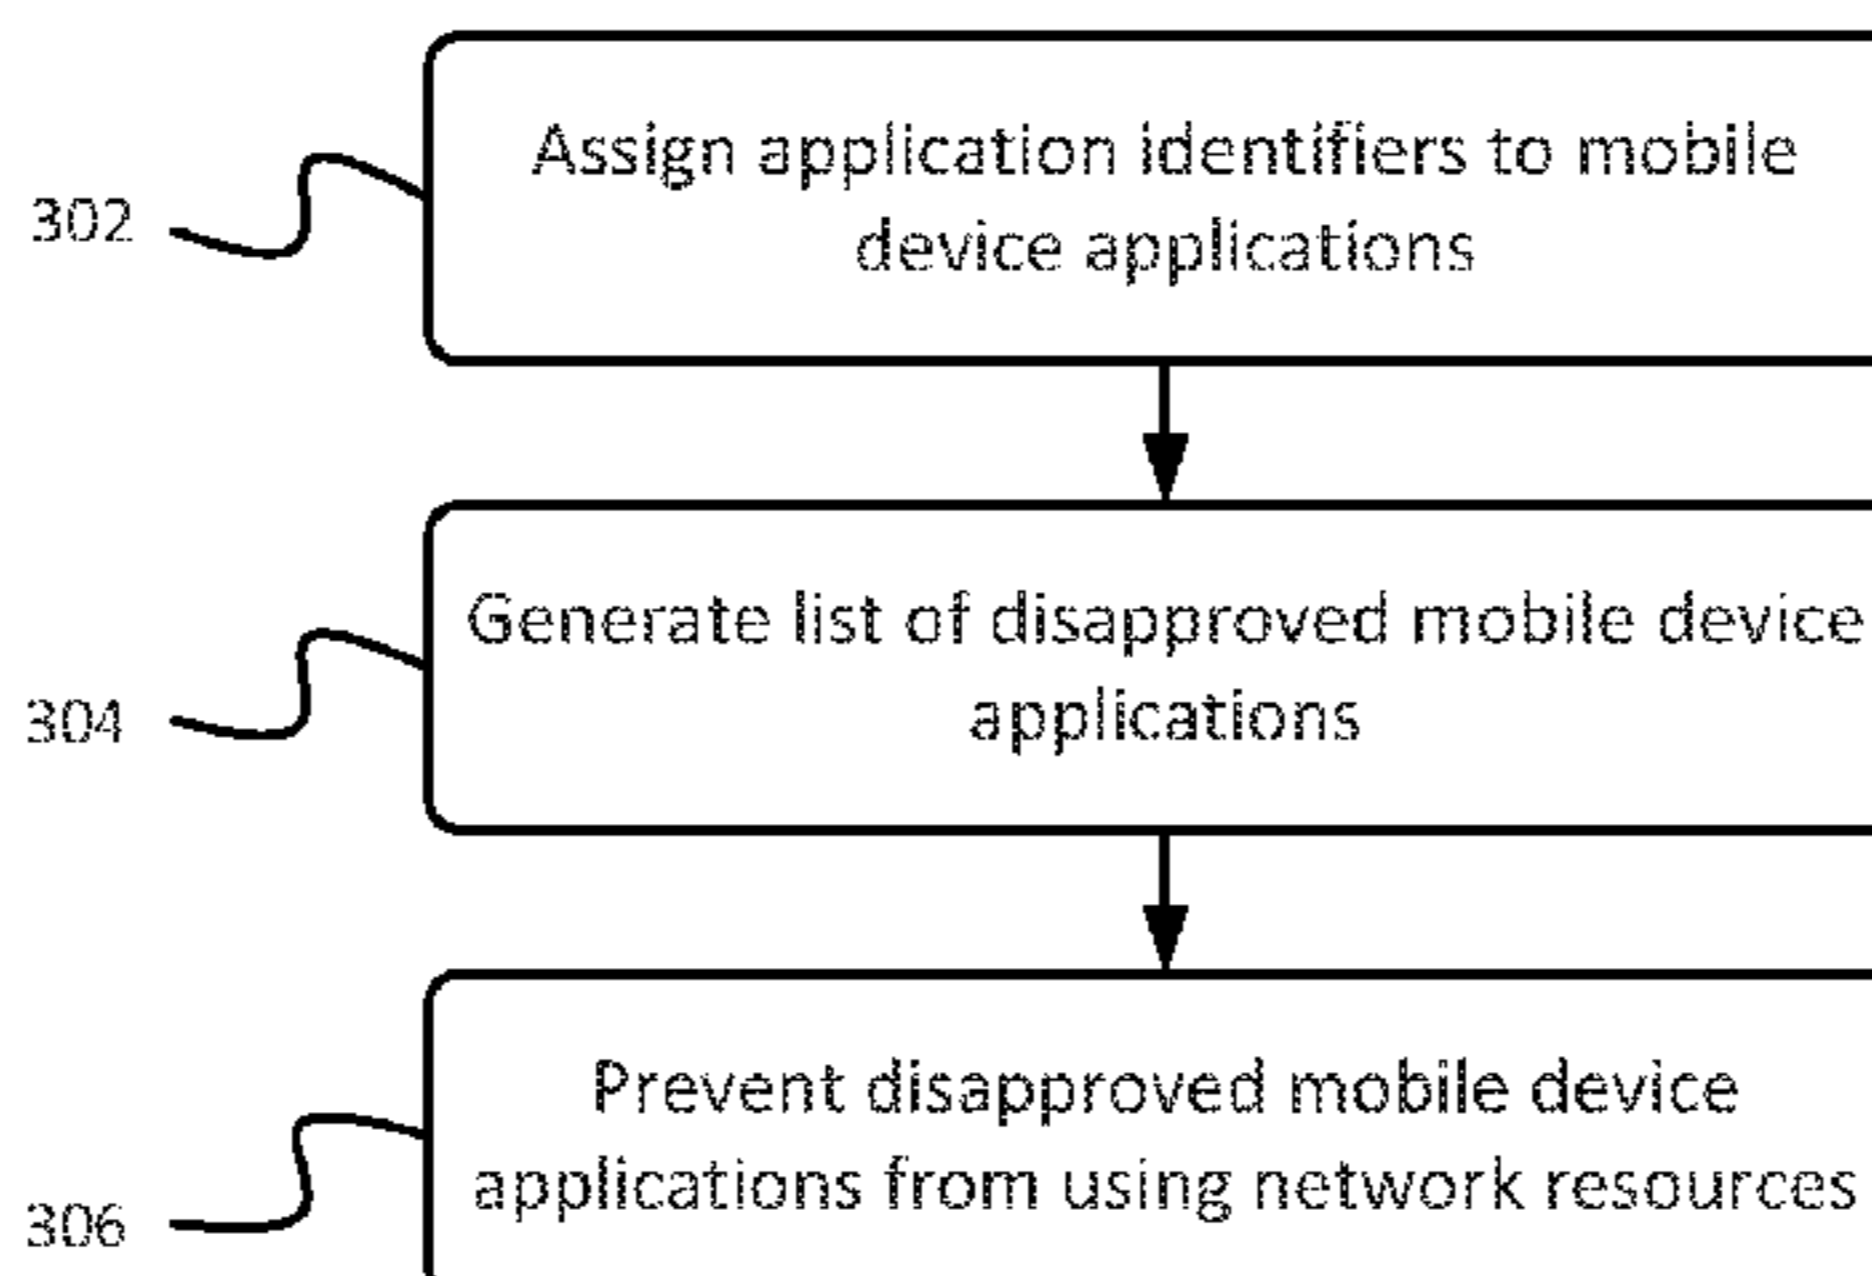 302
Assign application identifiers to mobile
device applications
304
Generate list of disapproved mobile device
applications
306
Prevent disapproved mobile device
applications from using network resources